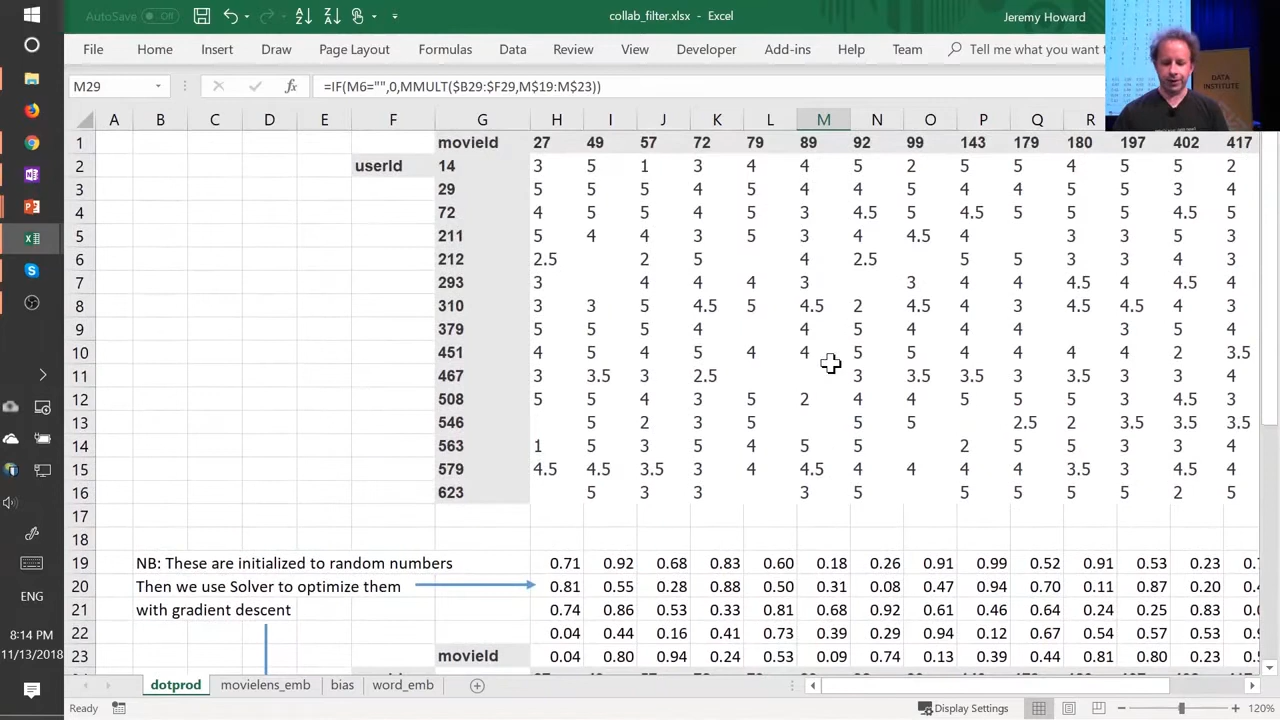 AutoSave Off collab_filter.xlsx - Excel Jeremy Howard
File Home Insert Draw Page Layout Formulas Data Review View Developer Add-ins Help Team Tell me what you want
DATA
INSTITUTE
M29 fx =IF(M6="",0,MMULT($B29:$F29,M$19:M$23))
A B C D E F G H I J K L M N O P Q R
1 movieId 27 49 57 72 79 89 92 99 143 179 180 197 402 417
2 userId 14 3 5 1 3 4 4 5 2 5 5 4 5 5 2
3 29 5 5 5 4 5 4 5 4 4 5 5 5 3 4
4 72 4 5 5 4 5 3 4.5 5 4.5 5 5 5 4.5 5
5 211 5 4 4 3 5 3 4 4.5 4 3 3 5 3
6 212 2.5 2 5 4 2.5 5 5 3 3 4 3
7 293 3 4 4 4 3 3 4 4 4.5 4 4.5 4
8 310 3 3 5 4.5 5 4.5 2 4.5 4 3 4.5 4.5 4 3
9 379 5 5 5 4 4 5 4 4 4 3 5 4
10 451 4 5 4 5 4 4 5 5 4 4 4 4 2 3.5
11 467 3 3.5 3 2.5 3 3.5 3.5 3 3.5 3 3 4
12 508 5 5 4 3 5 2 4 4 5 5 5 3 4.5 3
13 546 5 2 3 5 5 5 2.5 2 3.5 3.5 3.5
14 563 1 5 3 5 4 5 5 2 5 5 3 3 4
15 579 4.5 4.5 3.5 3 4 4.5 4 4 4 4 3.5 3 4.5 4
16 623 5 3 3 3 5 5 5 5 5 2 5
17
18
19 NB: These are initialized to random numbers 0.71 0.92 0.68 0.83 0.60 0.18 0.26 0.91 0.99 0.52 0.91 0.53 0.23
20 Then we use Solver to optimize them 0.81 0.55 0.28 0.88 0.50 0.31 0.08 0.47 0.94 0.70 0.11 0.87 0.20
21 with gradient descent 0.74 0.86 0.53 0.33 0.81 0.68 0.92 0.61 0.46 0.64 0.24 0.25 0.83
22 0.04 0.44 0.16 0.41 0.73 0.39 0.29 0.94 0.12 0.67 0.54 0.57 0.53
23 movieId 0.04 0.80 0.94 0.24 0.53 0.09 0.74 0.13 0.39 0.44 0.81 0.80 0.23
dotprod movielens_emb bias word_emb
Ready Display Settings 120%
ENG
8:14 PM
11/13/2018